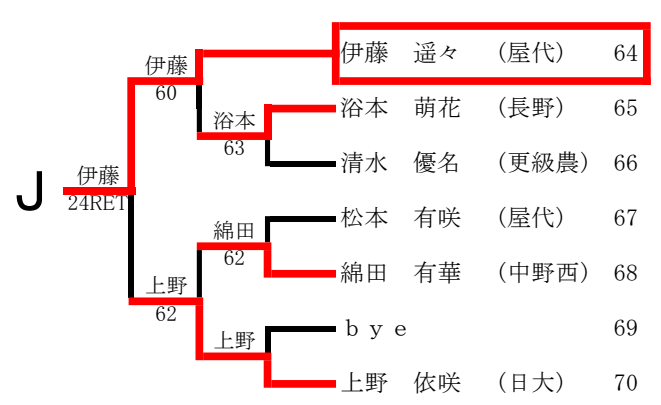 伊藤 遥々 (屋代) 64
伊藤
60
浴本 萌花 (長野) 65
浴本
63
清水 優名 (更級農) 66
J
伊藤
24RET
松本 有咲 (屋代) 67
綿田
62
綿田 有華 (中野西) 68
上野
62
bye 69
上野
上野 依咲 (日大) 70